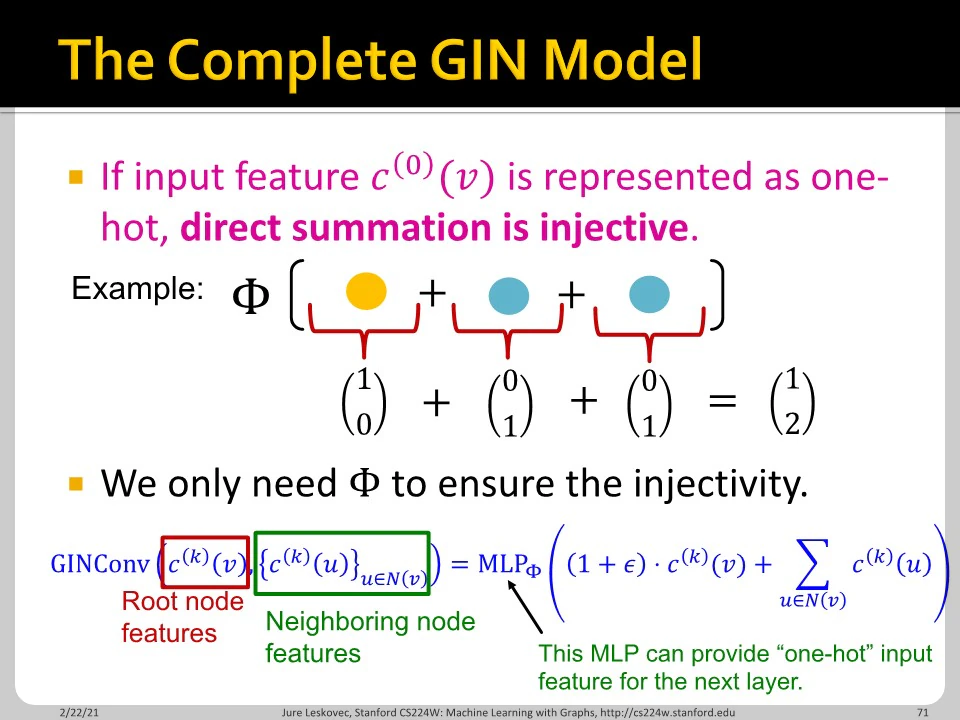 The Complete GIN Model
If input feature c⁽⁰⁾(v) is represented as one-
hot, direct summation is injective.
Example: Φ ( + + )
(1 0) + (0 1) + (0 1) = (1 2)
We only need Φ to ensure the injectivity.
GINConv (c⁽ᵏ⁾(v), {c⁽ᵏ⁾(u)}_{u∈N(v)}) = MLP_Φ ((1 + ϵ) · c⁽ᵏ⁾(v) + ∑_{u∈N(v)} c⁽ᵏ⁾(u))
Root node
features
Neighboring node
features
This MLP can provide “one-hot” input
feature for the next layer.
2/22/21 Jure Leskovec, Stanford CS224W: Machine Learning with Graphs, http://cs224w.stanford.edu 71